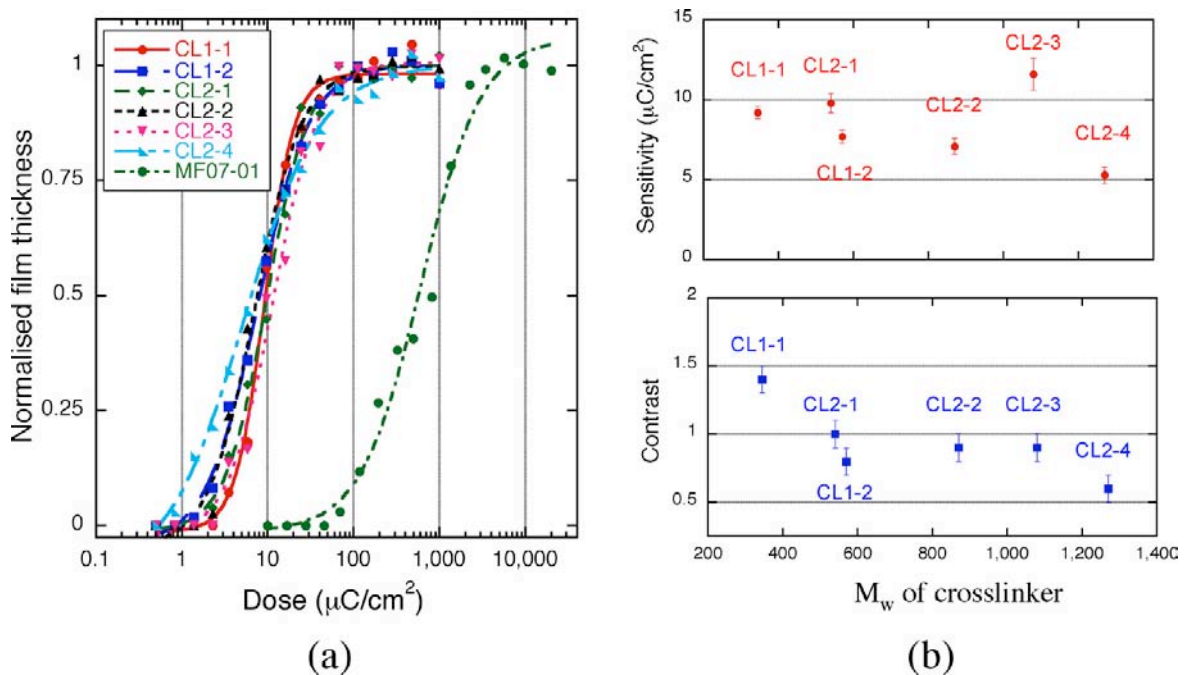 CL1-1
CL1-2
CL2-1
CL2-2
CL2-3
CL2-4
MF07-01
Normalised film thickness
1
0.75
0.5
0.25
0
0.1
1
10
100
1000
10,000
Dose (μC/cm²)
(a)
Sensitivity (μC/cm²)
15
10
5
0
CL1-1
CL2-1
CL1-2
CL2-2
CL2-3
CL2-4
Contrast
2
1.5
1
0.5
CL1-1
CL2-1
CL1-2
CL2-2
CL2-3
CL2-4
200
400
600
800
1,000
1,200
1,400
M_w of crosslinker
(b)